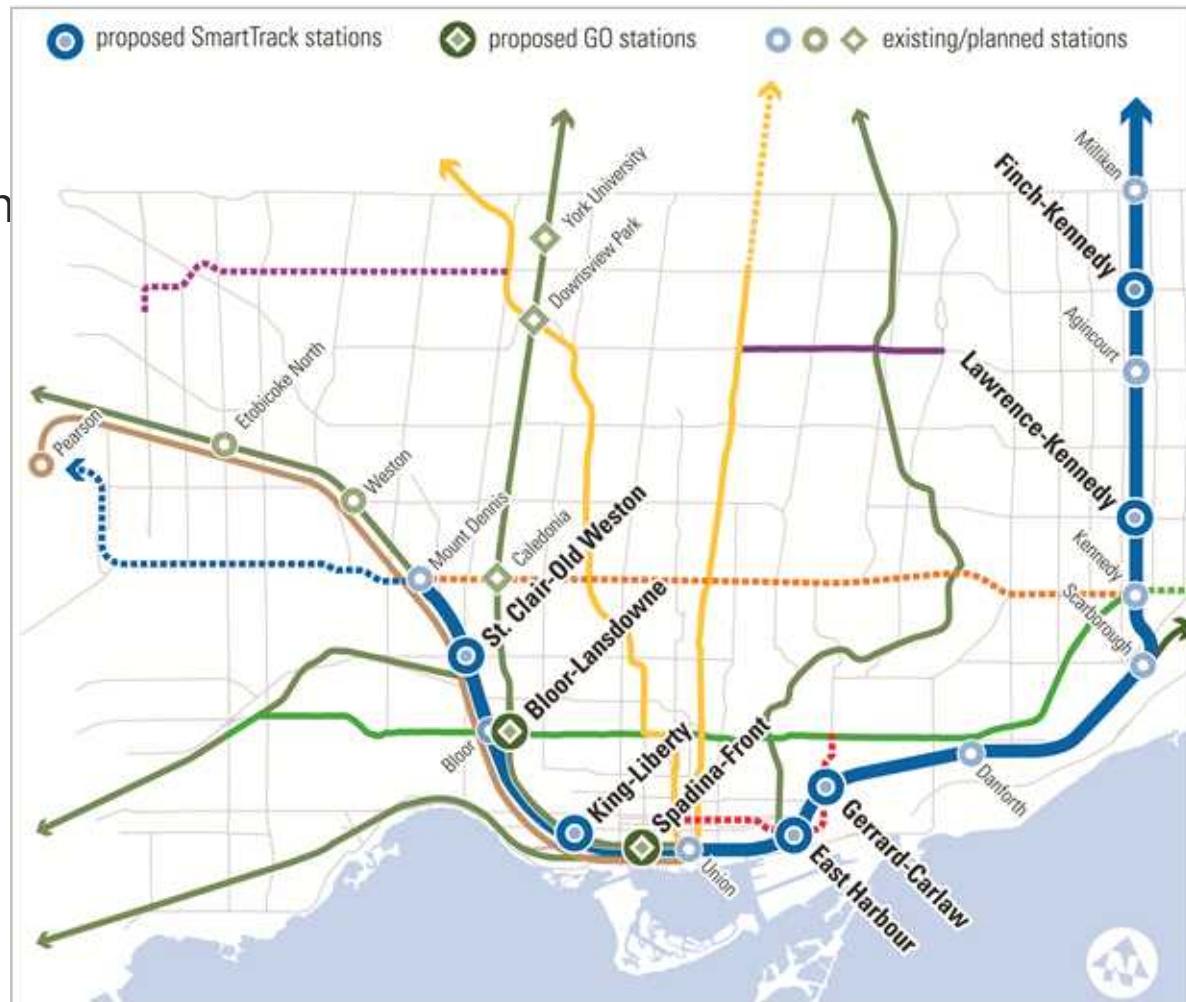 proposed SmartTrack stations
proposed GO stations
existing/planned stations
n
Milliken
Finch-Kennedy
York University
Downsview Park
Agincourt
Lawrence-Kennedy
Etobicoke North
Pearson
Weston
Mount Dennis
Caledonia
St. Clair-Old Weston
Kennedy
Scarborough
Bloor-Lansdowne
Bloor
King-Liberty
Spadina-Front
Union
Danforth
Gerrard-Carlaw
East Harbour